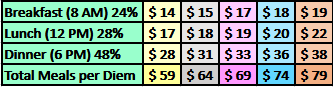 Breakfast (8 AM) 24% $ 14 $ 15 $ 17 $ 18 $ 19
Lunch (12 PM) 28% $ 17 $ 18 $ 19 $ 20 $ 22
Dinner (6 PM) 48% $ 28 $ 31 $ 33 $ 36 $ 38
Total Meals per Diem $ 59 $ 64 $ 69 $ 74 $ 79